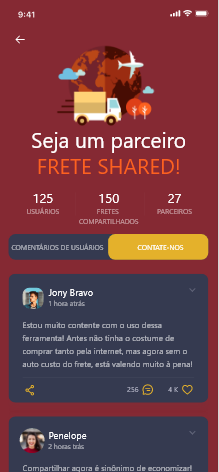 9:41
Seja um parceiro
FRETE SHARED!
125
150
27
USUÁRIOS
FRETES
COMPARTILHADOS
PARCEIROS
COMENTÁRIOS DE USUÁRIOS
CONTATE-NOS
Jony Bravo
1 hora atrás
Estou muito contente com o uso dessa
ferramenta! Antes não tinha o costume de
comprar tanto pela internet, mas agora sem o
auto custo do frete, está valendo muito à pena!
256
4 K
Penelope
2 horas atrás
Compartilhar agora é sinônimo de economizar!